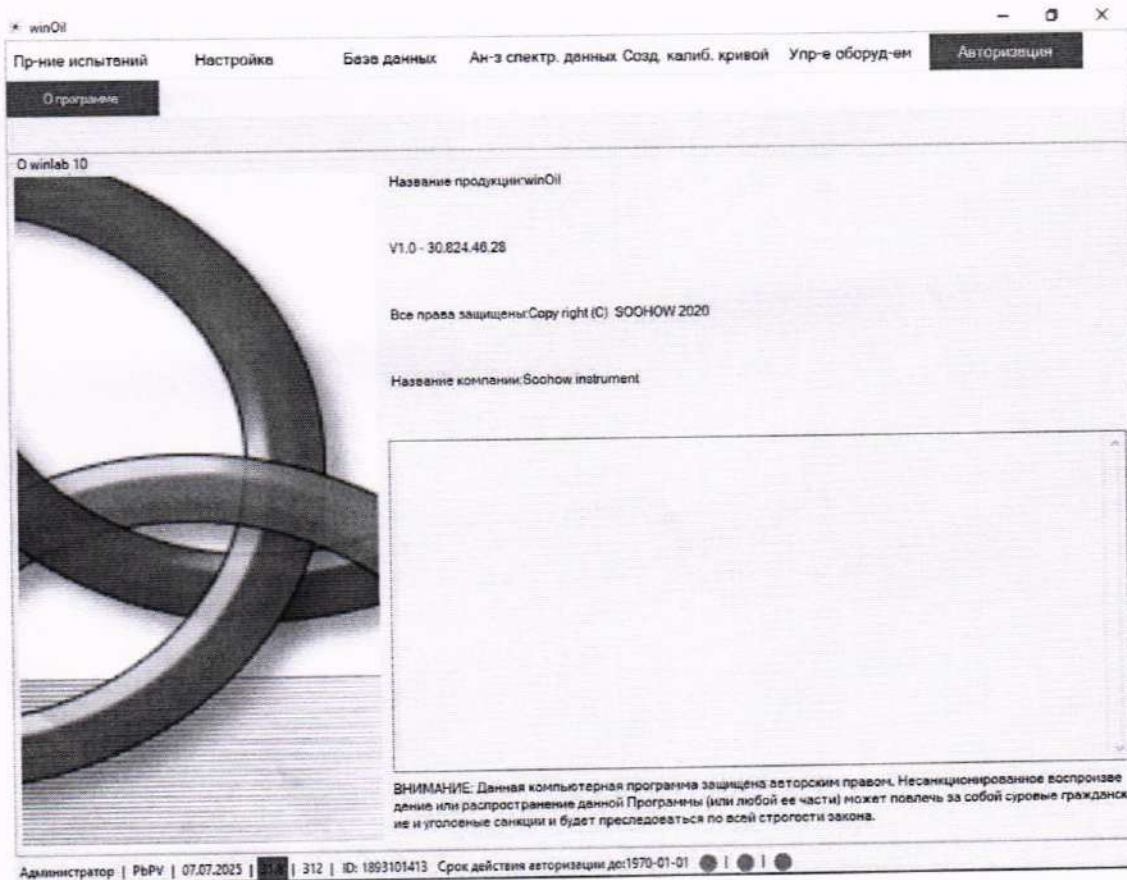 winOil
Пр-ние испытаний Настройка База данных Ан-з спектр. данных Созд. калиб. кривой Упр-е оборуд-ем Авторизация
О программе
О winlab 10
Название продукции:winOil
V1.0 - 30.824.46.28
Все права защищены:Copy right (C) SOOHOW 2020
Название компании:Soohow instrument
ВНИМАНИЕ: Данная компьютерная программа защищена авторским правом. Несанкционированное воспроизве
дение или распространение данной Программы (или любой ее части) может повлечь за собой суровые гражданск
ие и уголовные санкции и будет преследоваться по всей строгости закона.
Администратор | PbPV | 07.07.2025 | | 312 | ID: 1893101413 Срок действия авторизации до:1970-01-01 | |